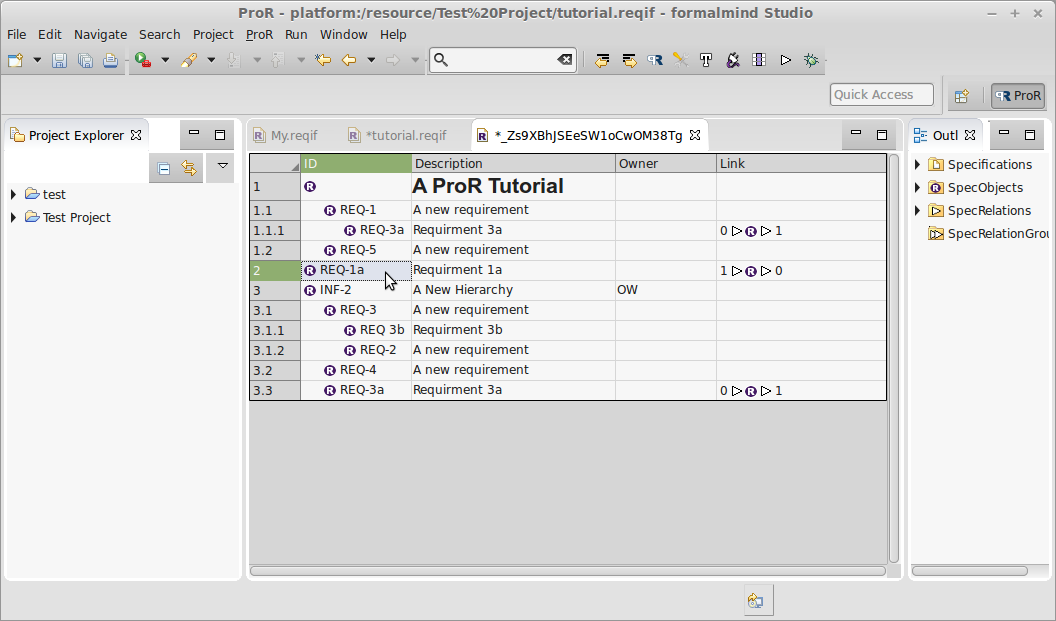 ProR - platform:/resource/Test%20Project/tutorial.reqif - formalmind Studio
File Edit Navigate Search Project ProR Run Window Help
Quick Access
ProR
Project Explorer
test
Test Project
My.reqif *tutorial.reqif *_Zs9XBhJSEeSW1oCwOM38Tg
ID Description Owner Link
1 R A ProR Tutorial
1.1 R REQ-1 A new requirement
1.1.1 R REQ-3a Requirment 3a 0 R 1
1.2 R REQ-5 A new requirement
2 R REQ-1a Requirment 1a 1 R 0
3 R INF-2 A New Hierarchy OW
3.1 R REQ-3 A new requirement
3.1.1 R REQ 3b Requirment 3b
3.1.2 R REQ-2 A new requirement
3.2 R REQ-4 A new requirement
3.3 R REQ-3a Requirment 3a 0 R 1
Outl
Specifications
SpecObjects
SpecRelations
SpecRelationGrou